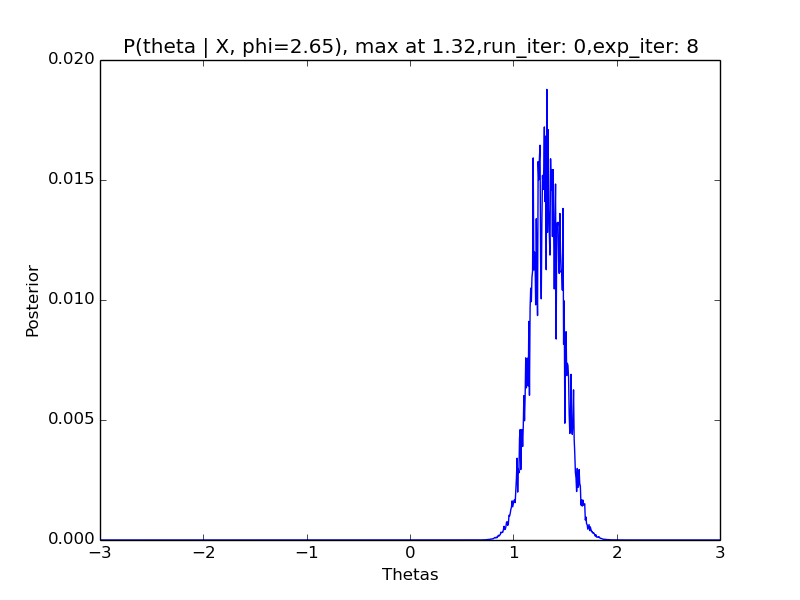 P(theta | X, phi=2.65), max at 1.32,run_iter: 0,exp_iter: 8
0.020
0.015
0.010
0.005
0.000
Posterior
−3 −2 −1 0 1 2 3
Thetas